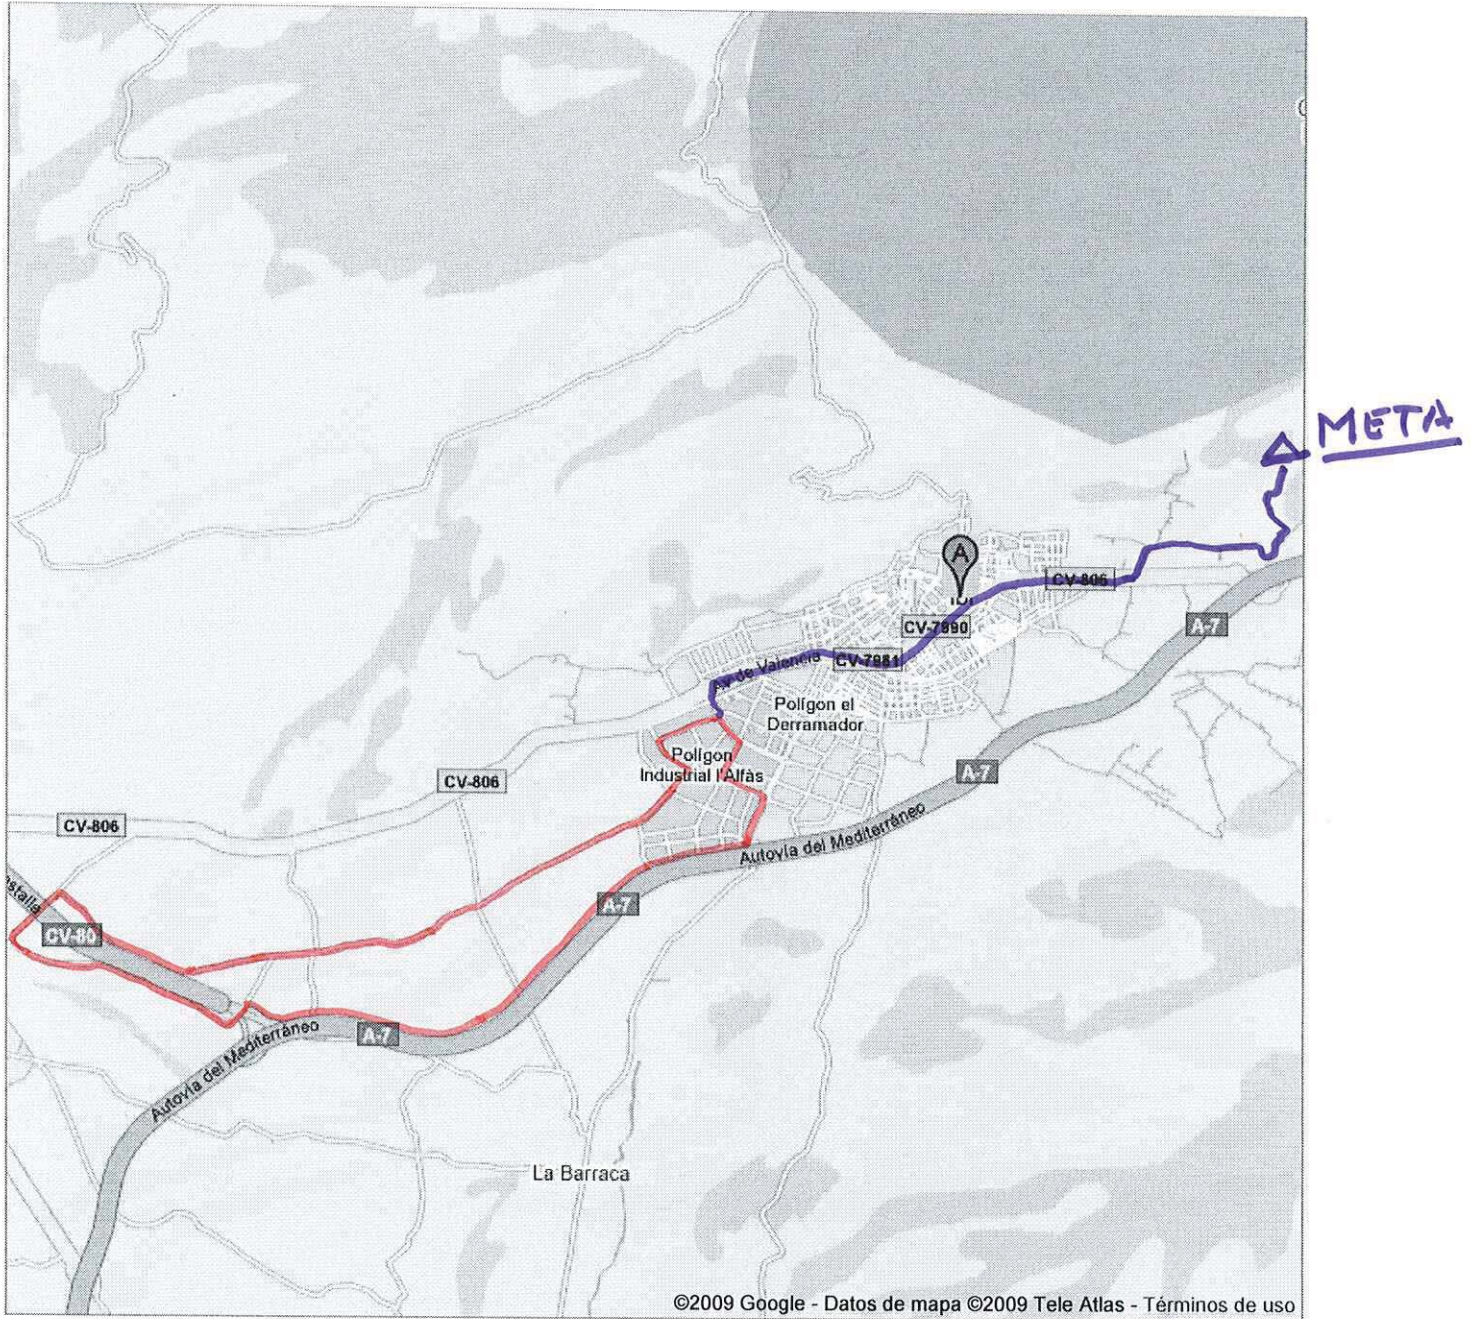 META
A
CV-806
CV-7990
A-7
Av de Valencia
CV-7981
Polígon el
Derramador
Polígon
Industrial l'Alfàs
CV-806
A-7
CV-806
Autovía del Mediterráneo
A-7
CV-80
A-7
Autovía del Mediterráneo
La Barraca
©2009 Google - Datos de mapa ©2009 Tele Atlas - Términos de uso